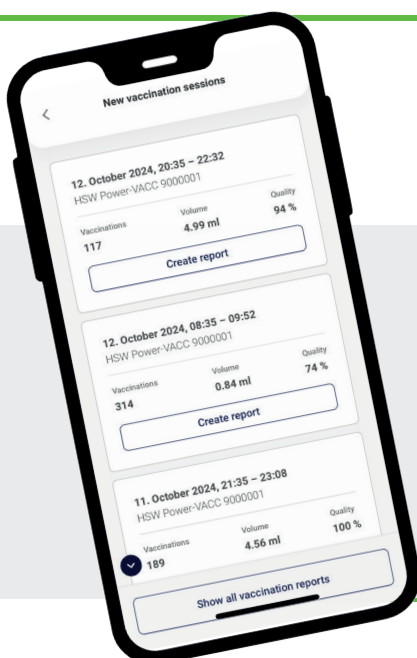 New vaccination sessions
12. October 2024, 20:35 – 22:32
HSW Power-VACC 9000001
Vaccinations Volume Quality
117 4.99 ml 94 %
Create report
12. October 2024, 08:35 – 09:52
HSW Power-VACC 9000001
Vaccinations Volume Quality
314 0.84 ml 74 %
Create report
11. October 2024, 21:35 – 23:08
HSW Power-VACC 9000001
Vaccinations Volume Quality
189 4.56 ml 100 %
Show all vaccination reports